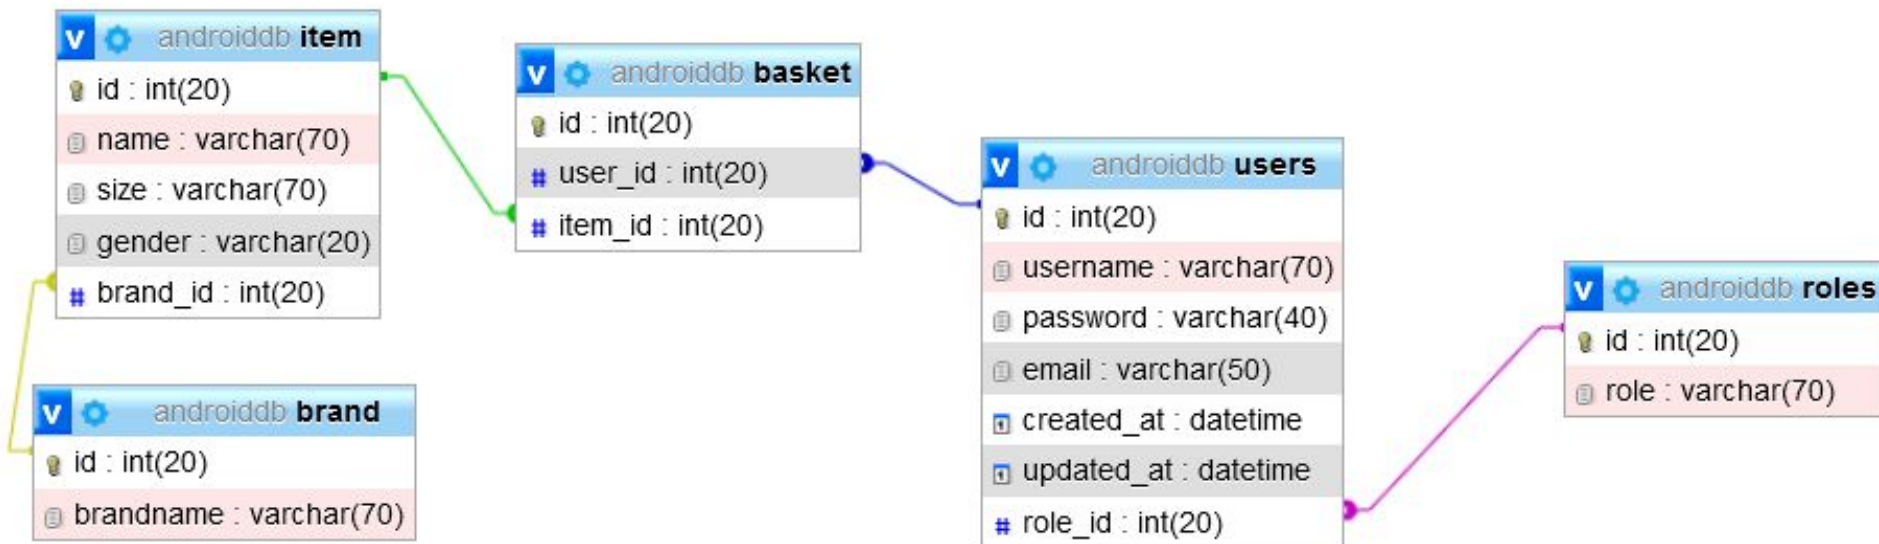 v androiddb item
id : int(20)
name : varchar(70)
size : varchar(70)
gender : varchar(20)
# brand_id : int(20)
v androiddb brand
id : int(20)
brandname : varchar(70)
v androiddb basket
id : int(20)
# user_id : int(20)
# item_id : int(20)
v androiddb users
id : int(20)
username : varchar(70)
password : varchar(40)
email : varchar(50)
created_at : datetime
updated_at : datetime
# role_id : int(20)
v androiddb roles
id : int(20)
role : varchar(70)